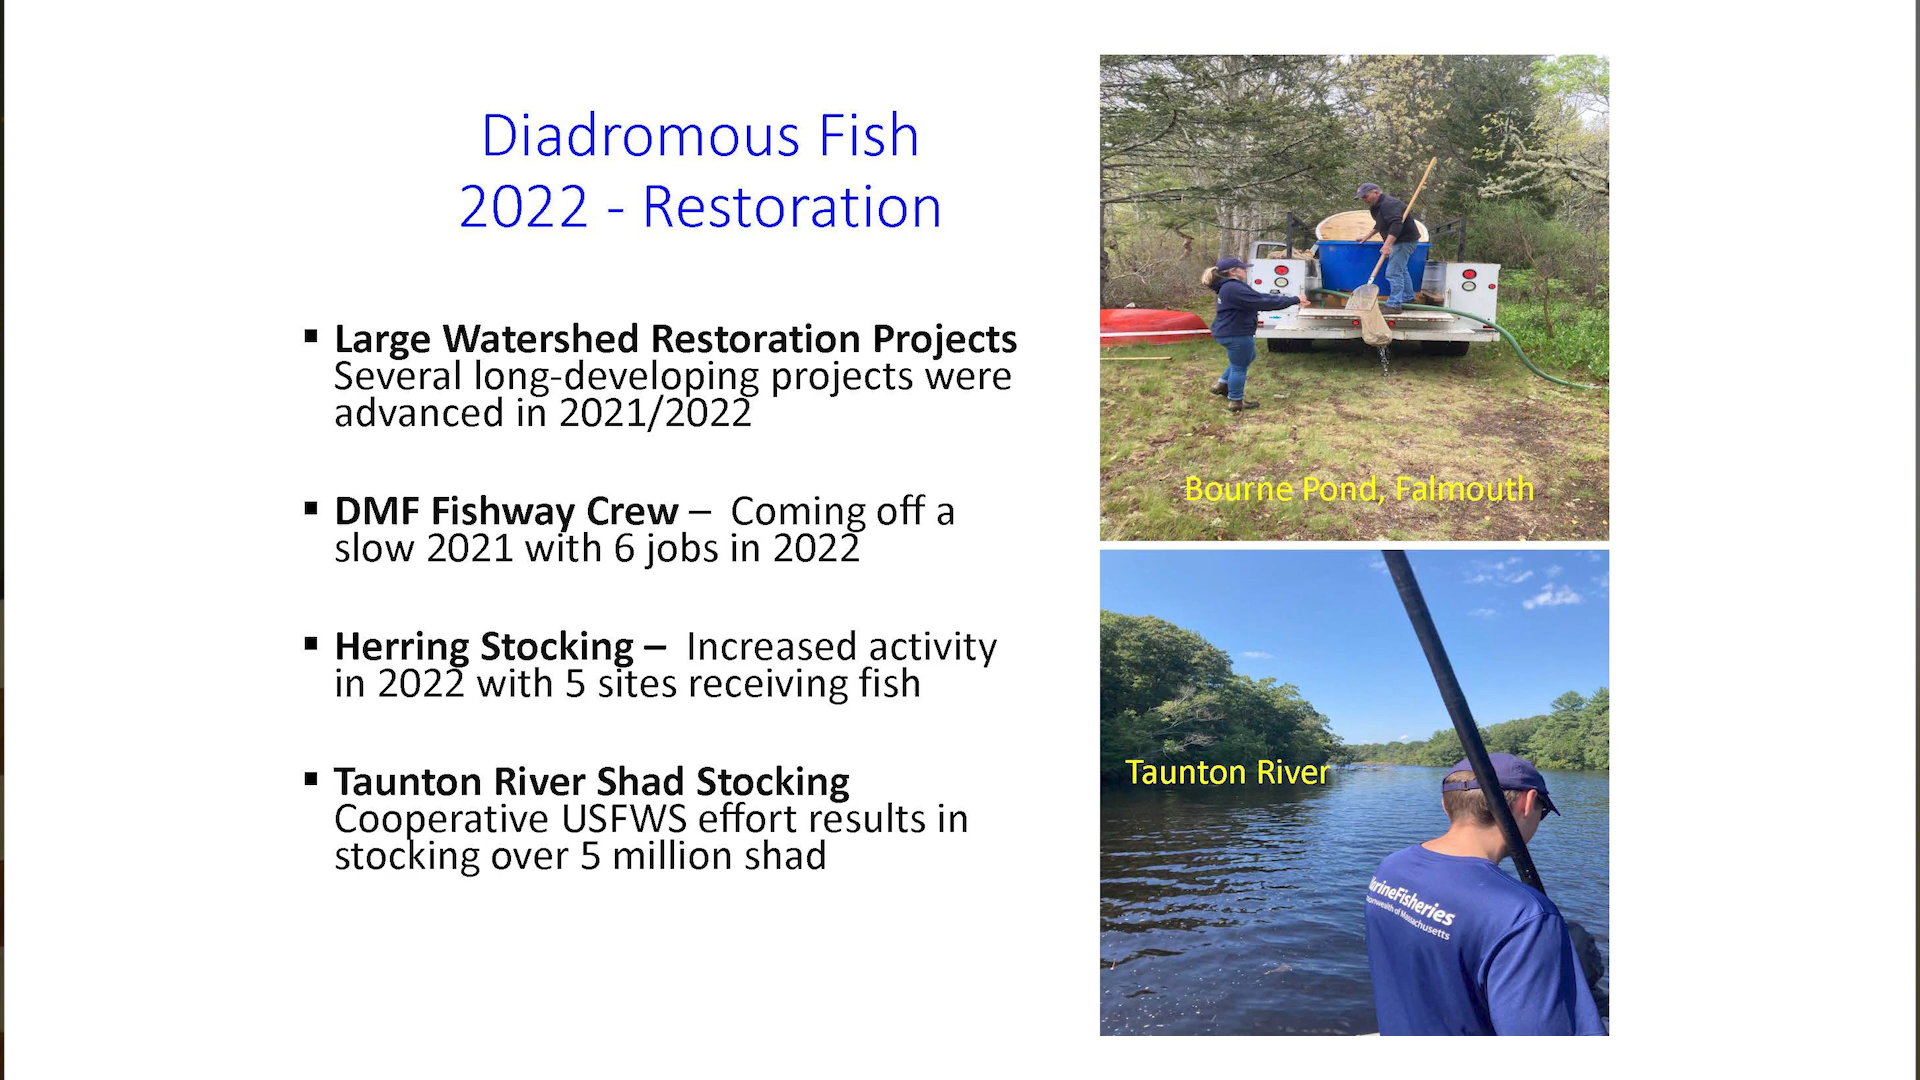 Diadromous Fish
2022 - Restoration
▪ Large Watershed Restoration Projects
Several long-developing projects were
advanced in 2021/2022
▪ DMF Fishway Crew – Coming off a
slow 2021 with 6 jobs in 2022
▪ Herring Stocking – Increased activity
in 2022 with 5 sites receiving fish
▪ Taunton River Shad Stocking
Cooperative USFWS effort results in
stocking over 5 million shad
Bourne Pond, Falmouth
Taunton River
rineFisheries
of Massachusetts